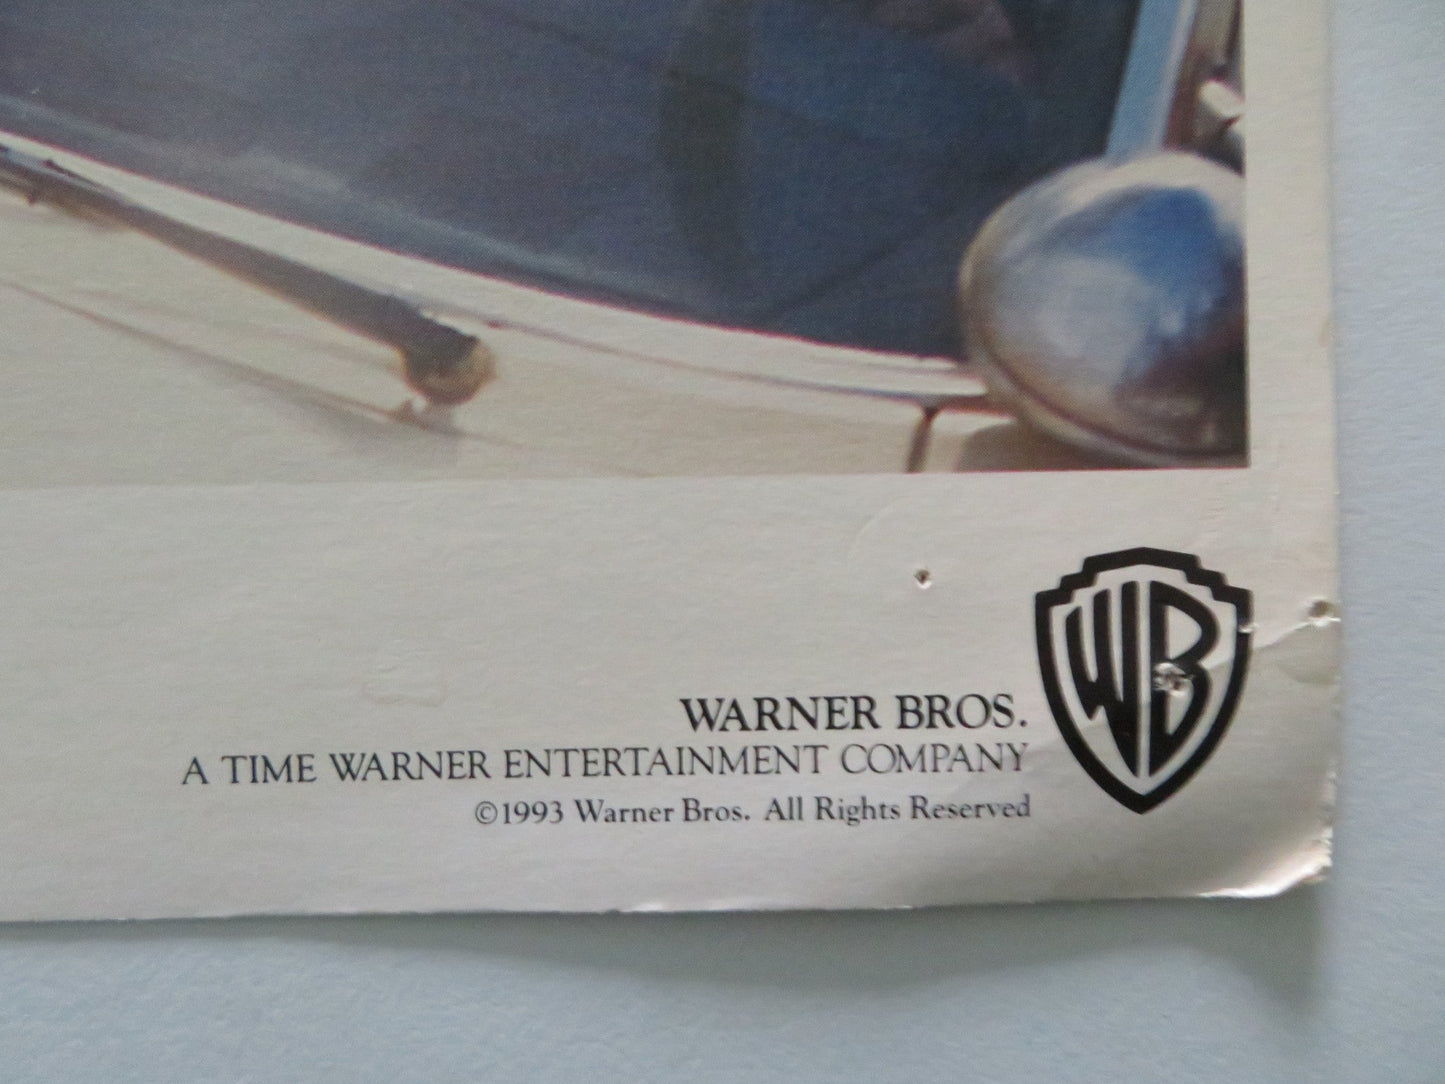 WARNER BROS.
A TIME WARNER ENTERTAINMENT COMPANY
©1993 Warner Bros. All Rights Reserved
WB